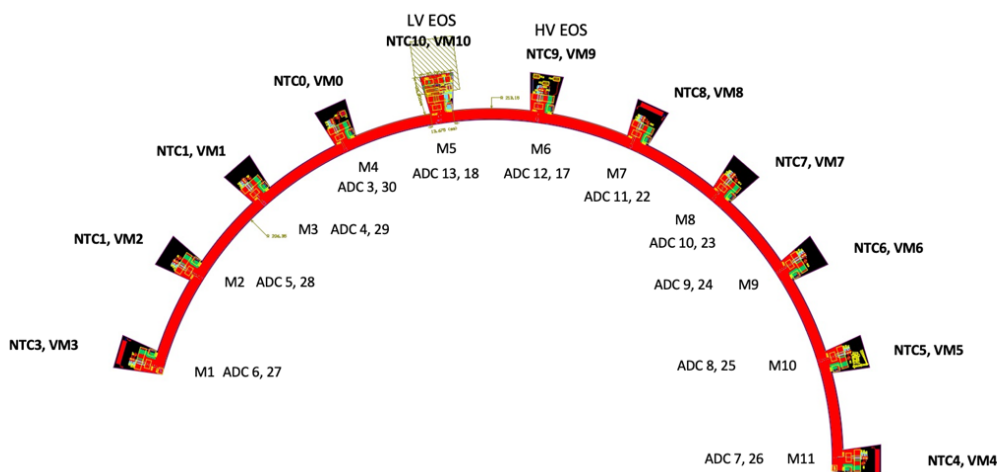 LV EOS
NTC10, VM10
HV EOS
NTC9, VM9
NTC0, VM0
NTC8, VM8
NTC1, VM1
NTC7, VM7
M4
ADC 3, 30
M5
ADC 13, 18
M6
ADC 12, 17
M7
ADC 11, 22
NTC1, VM2
M3 ADC 4, 29
M8
ADC 10, 23
NTC6, VM6
M2 ADC 5, 28
ADC 9, 24 M9
NTC3, VM3
M1 ADC 6, 27
ADC 8, 25 M10
NTC5, VM5
ADC 7, 26 M11
NTC4, VM4